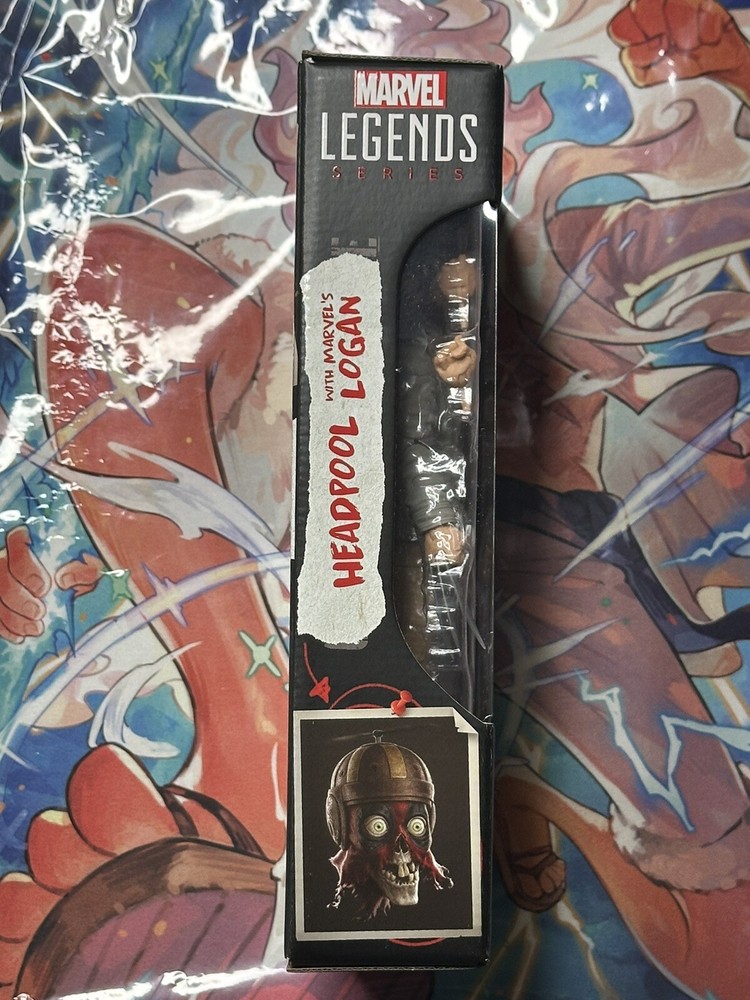 MARVEL
LEGENDS
SERIES
HEADPOOL WITH MARVEL'S
LOGAN